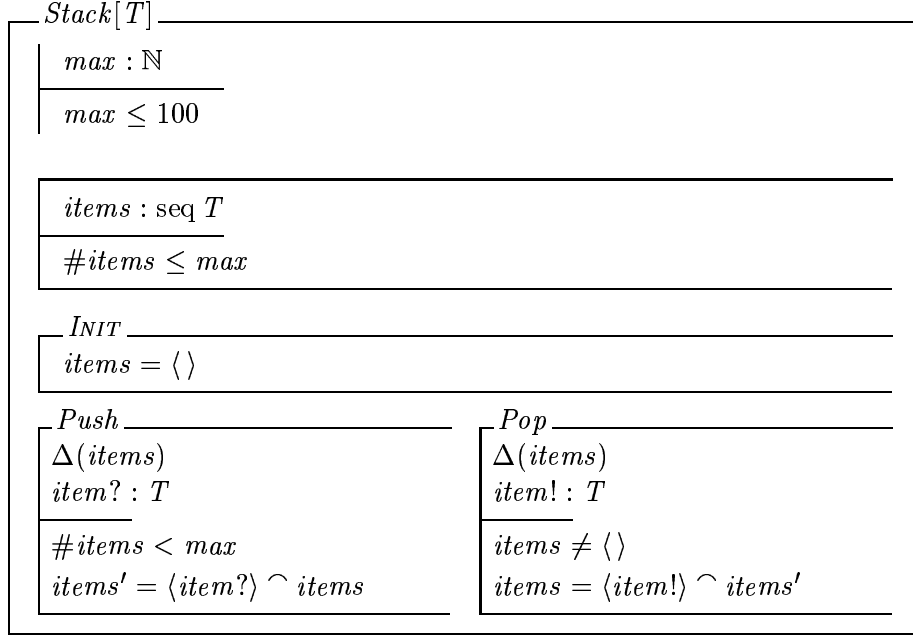 Stack[T]
max : ℕ
max ≤ 100
items : seq T
#items ≤ max
INIT
items = ⟨ ⟩
Push
Δ(items)
item? : T
#items < max
items′ = ⟨item?⟩ ⌢ items
Pop
Δ(items)
item! : T
items ≠ ⟨ ⟩
items = ⟨item!⟩ ⌢ items′